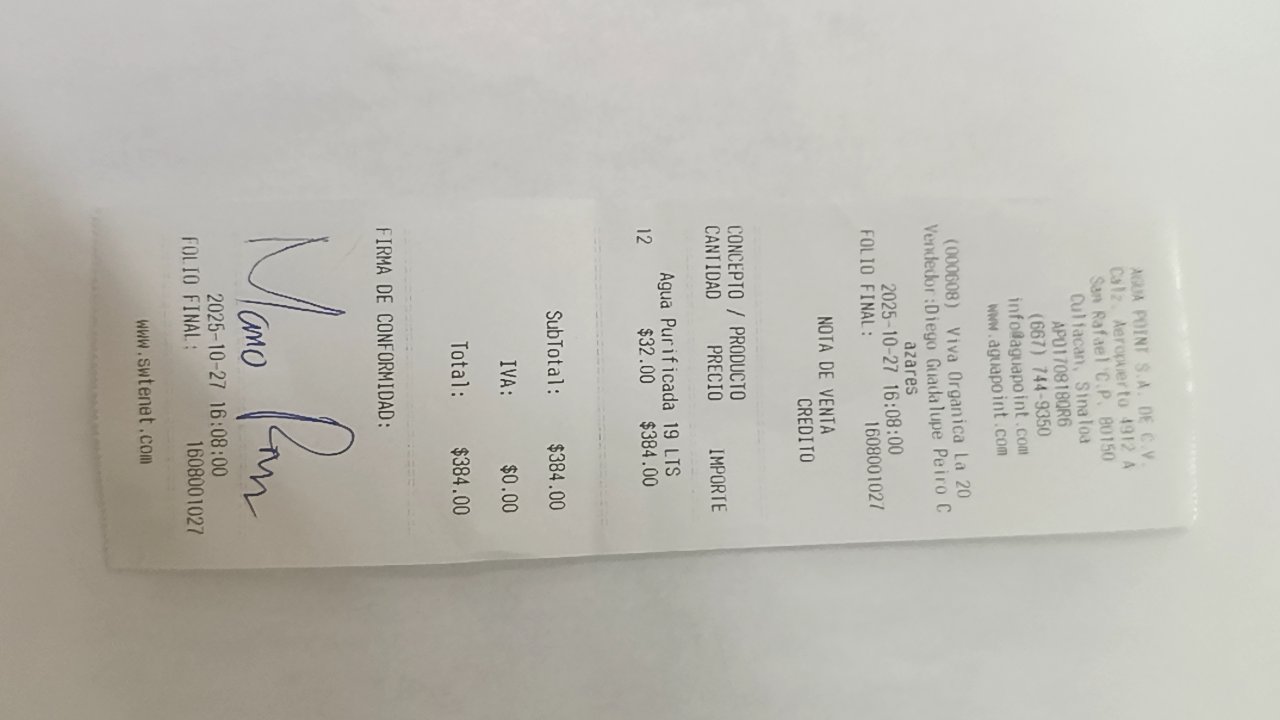 AGUA POINT S.A. DE C.V.
Calz. Aeropuerto 4912 A
San Rafael C.P. 80150
Culiacan, Sinaloa
APO170818QR6
(667) 744-9350
info@aguapoint.com
www.aguapoint.com
(000608) Viva Organica La 20
Vendedor:Diego Guadalupe Peiro C
azares
2025-10-27 16:08:00
FOLIO FINAL: 1608001027
NOTA DE VENTA
CREDITO
CONCEPTO / PRODUCTO
CANTIDAD PRECIO IMPORTE
Agua Purificada 19 LTS
12 $32.00 $384.00
SubTotal: $384.00
IVA: $0.00
Total: $384.00
FIRMA DE CONFORMIDAD:
2025-10-27 16:08:00
FOLIO FINAL: 1608001027
www.swtenat.com